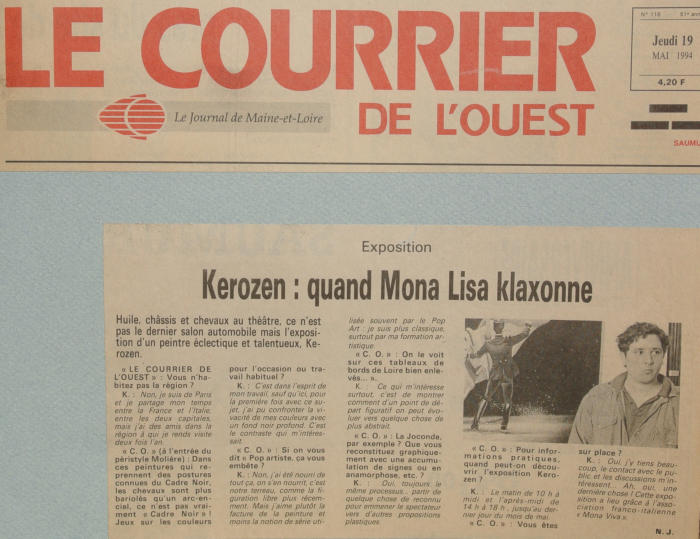 LE COURRIER
DE L'OUEST
Le Journal de Maine-et-Loire
Jeudi 19
MAI 1994
4,20 F
SAUMU
Exposition
Kerozen : quand Mona Lisa klaxonne
Huile, châssis et chevaux au théâtre, ce n'est
pas le dernier salon automobile mais l'exposi-
tion d'un peintre éclectique et talentueux, Ke-
rozen.
« LE COURRIER DE
L'OUEST » : Vous n'ha-
bitez pas la région ?
K. : Non, je suis de Paris
et je partage mon temps
entre la France et l'Italie,
entre les deux capitales,
mais j'ai des amis dans la
région à qui je rends visite
deux fois l'an.
« C. O. » (à l'entrée du
péristyle Molière) : Dans
ces peintures qui re-
prennent des postures
connues du Cadre Noir,
les chevaux sont plus
bariolés qu'un arc-en-
ciel, ce n'est pas vrai-
ment « Cadre Noir » !
Jeux sur les couleurs
pour l'occasion ou tra-
vail habituel ?
K. : C'est dans l'esprit de
mon travail, sauf qu'ici, pour
la première fois avec ce su-
jet, j'ai pu confronter la vi-
vacité de mes couleurs avec
un fond noir profond. C'est
le contraste qui m'intéres-
sait.
« C. O. » : Si on vous
dit « Pop artiste, ça vous
embête ?
K. : Non, j'ai été nourri de
tout ça, on s'en nourrit, c'est
notre terreau, comme la fi-
guration libre plus récem-
ment. Mais j'aime plutôt la
facture de la peinture et
moins la notion de série uti-
lisée souvent par le Pop
Art : je suis plus classique,
surtout par ma formation ar-
tistique.
« C. O. » : On le voit
sur ces tableaux de
bords de Loire bien enle-
vés... ».
K. : Ce qui m'intéresse
surtout, c'est de montrer
comment d'un point de dé-
part figuratif on peut évo-
luer vers quelque chose de
plus abstrait.
« C. O. » : La Joconde,
par exemple ? Que vous
reconstituez graphique-
ment avec une accumu-
lation de signes ou en
anamorphose, etc. ?
K. : Oui, toujours le
même processus : partir de
quelque chose de reconnu
pour emmener le spectateur
vers d'autres propositions
plastiques.
« C. O. » : Pour infor-
mations pratiques,
quand peut-on décou-
vrir l'exposition Kero-
zen ?
K. : Le matin de 10 h à
midi et l'après-midi de
14 h à 18 h, jusqu'au der-
nier jour du mois de mai.
« C. O. » : Vous êtes
sur place ?
K. : Oui, j'y tiens beau-
coup, le contact avec le pu-
blic et les discussions m'in-
téressent... Ah, oui, une
dernière chose ! Cette expo-
sition a lieu grâce à l'asso-
ciation franco-italienne
« Mona Viva ».
N. J.